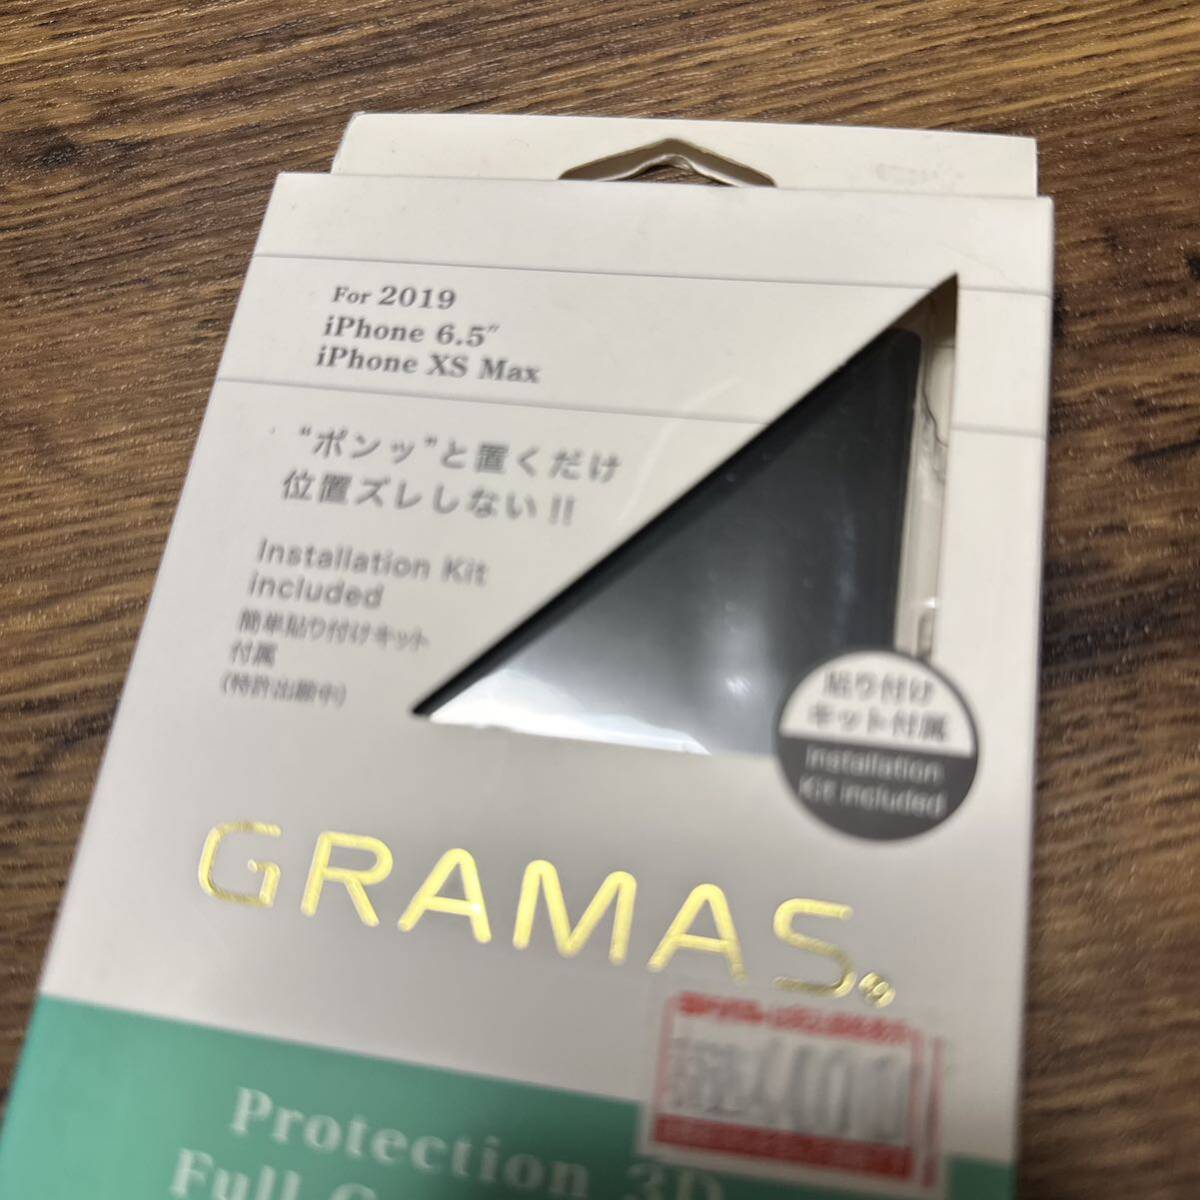 For 2019
iPhone 6.5″
iPhone XS Max
“ポンッ”と置くだけ
位置ズレしない!!
Installation Kit
included
簡単貼り付けキット
付属
(特許出願中)
貼り付け
キット付属
Installation
Kit included
GRAMAS®
Protection 3D
Full